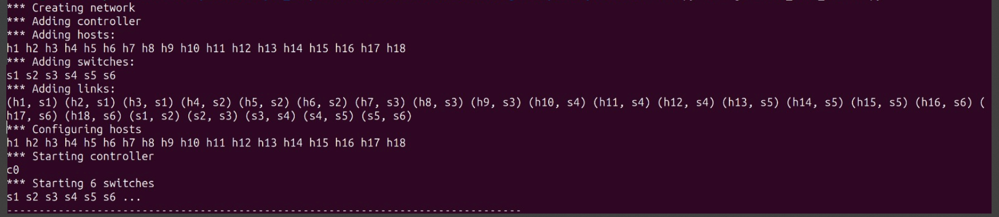 *** Creating network
*** Adding controller
*** Adding hosts:
h1 h2 h3 h4 h5 h6 h7 h8 h9 h10 h11 h12 h13 h14 h15 h16 h17 h18
*** Adding switches:
s1 s2 s3 s4 s5 s6
*** Adding links:
(h1, s1) (h2, s1) (h3, s1) (h4, s2) (h5, s2) (h6, s2) (h7, s3) (h8, s3) (h9, s3) (h10, s4) (h11, s4) (h12, s4) (h13, s5) (h14, s5) (h15, s5) (h16, s6) (
h17, s6) (h18, s6) (s1, s2) (s2, s3) (s3, s4) (s4, s5) (s5, s6)
*** Configuring hosts
h1 h2 h3 h4 h5 h6 h7 h8 h9 h10 h11 h12 h13 h14 h15 h16 h17 h18
*** Starting controller
c0
*** Starting 6 switches
s1 s2 s3 s4 s5 s6 ...
--------------------------------------------------------------------------------